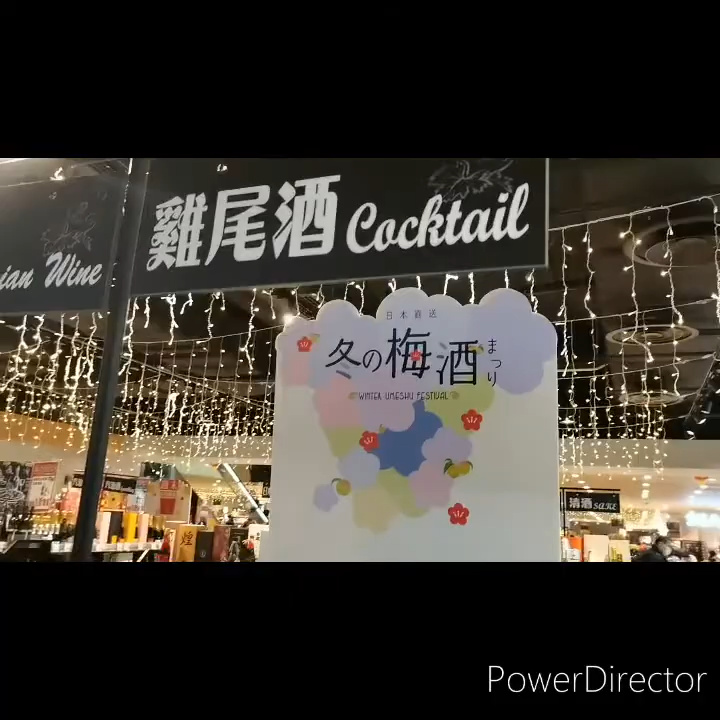 雞尾酒 Cocktail
ian Wine
日本直送
冬の梅酒まつり
WINTER UMESHU FESTIVAL
清酒 SAKE
PowerDirector